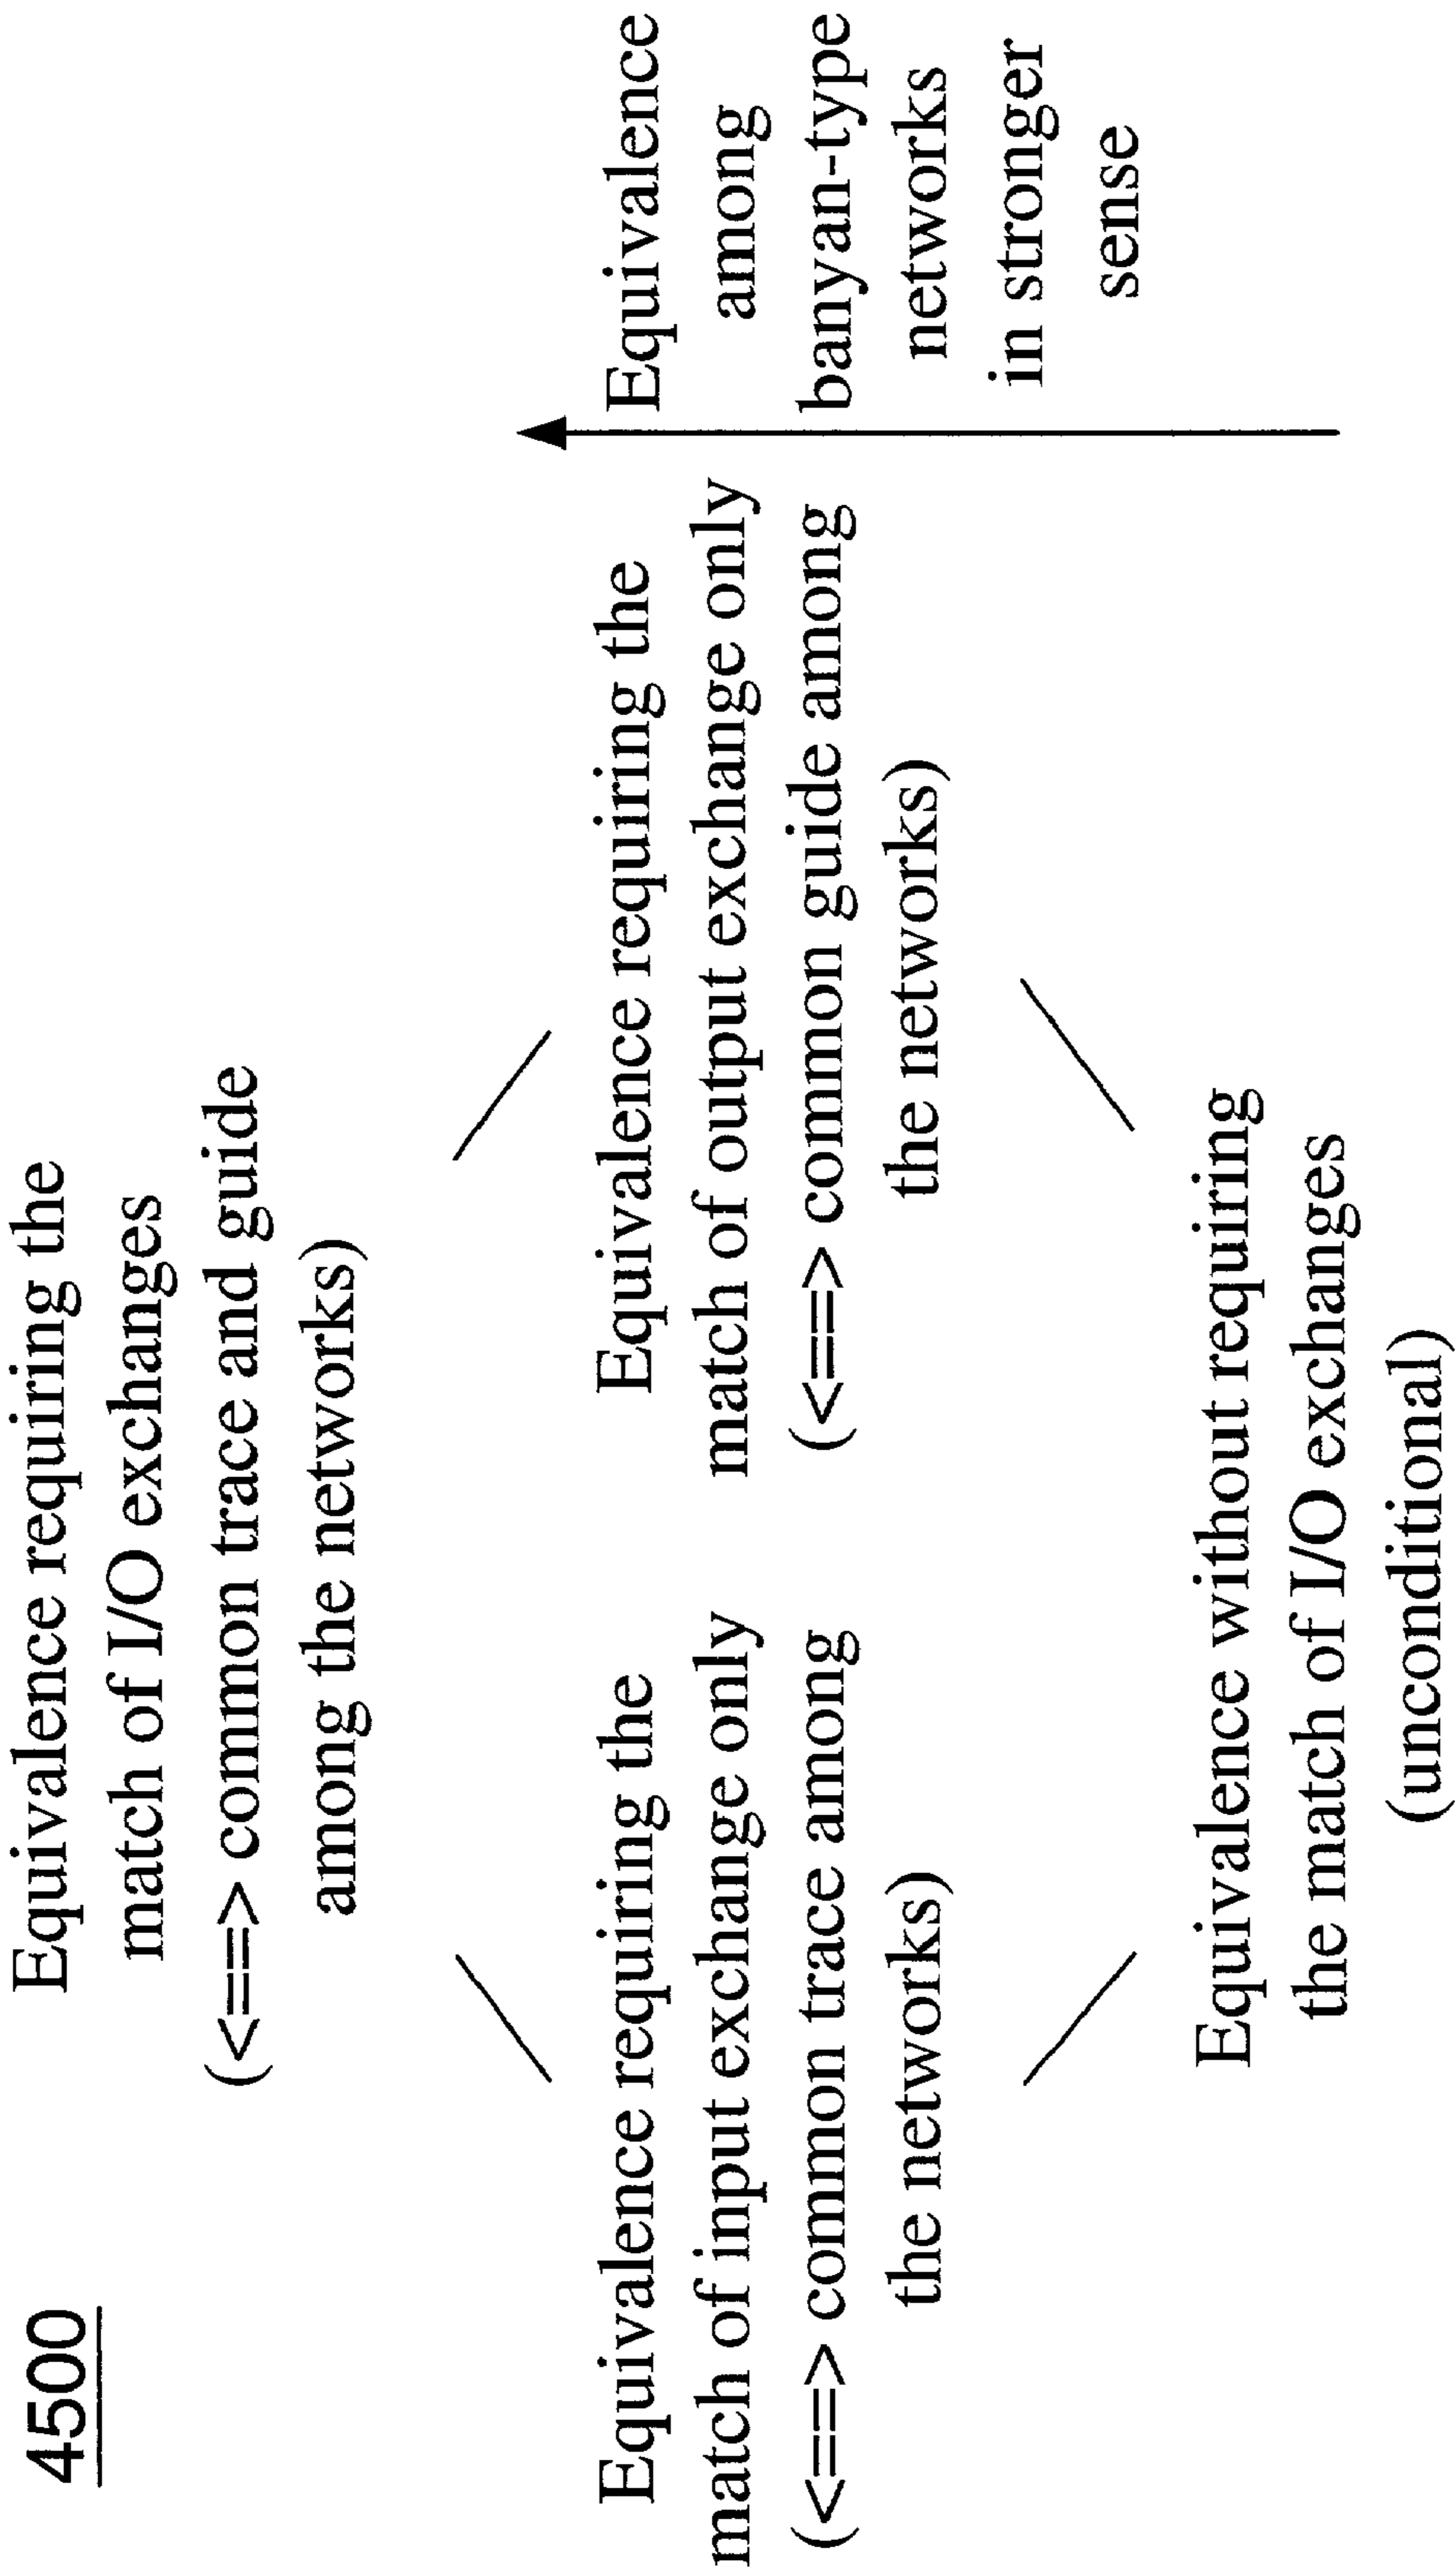 4500
Equivalence requiring the
match of I/O exchanges
(<==> common trace and guide
among the networks)
Equivalence requiring the
match of input exchange only
(<==> common trace among
the networks)
Equivalence requiring the
match of output exchange only
(<==> common guide among
the networks)
Equivalence
among
banyan-type
networks
in stronger
sense
Equivalence without requiring
the match of I/O exchanges
(unconditional)